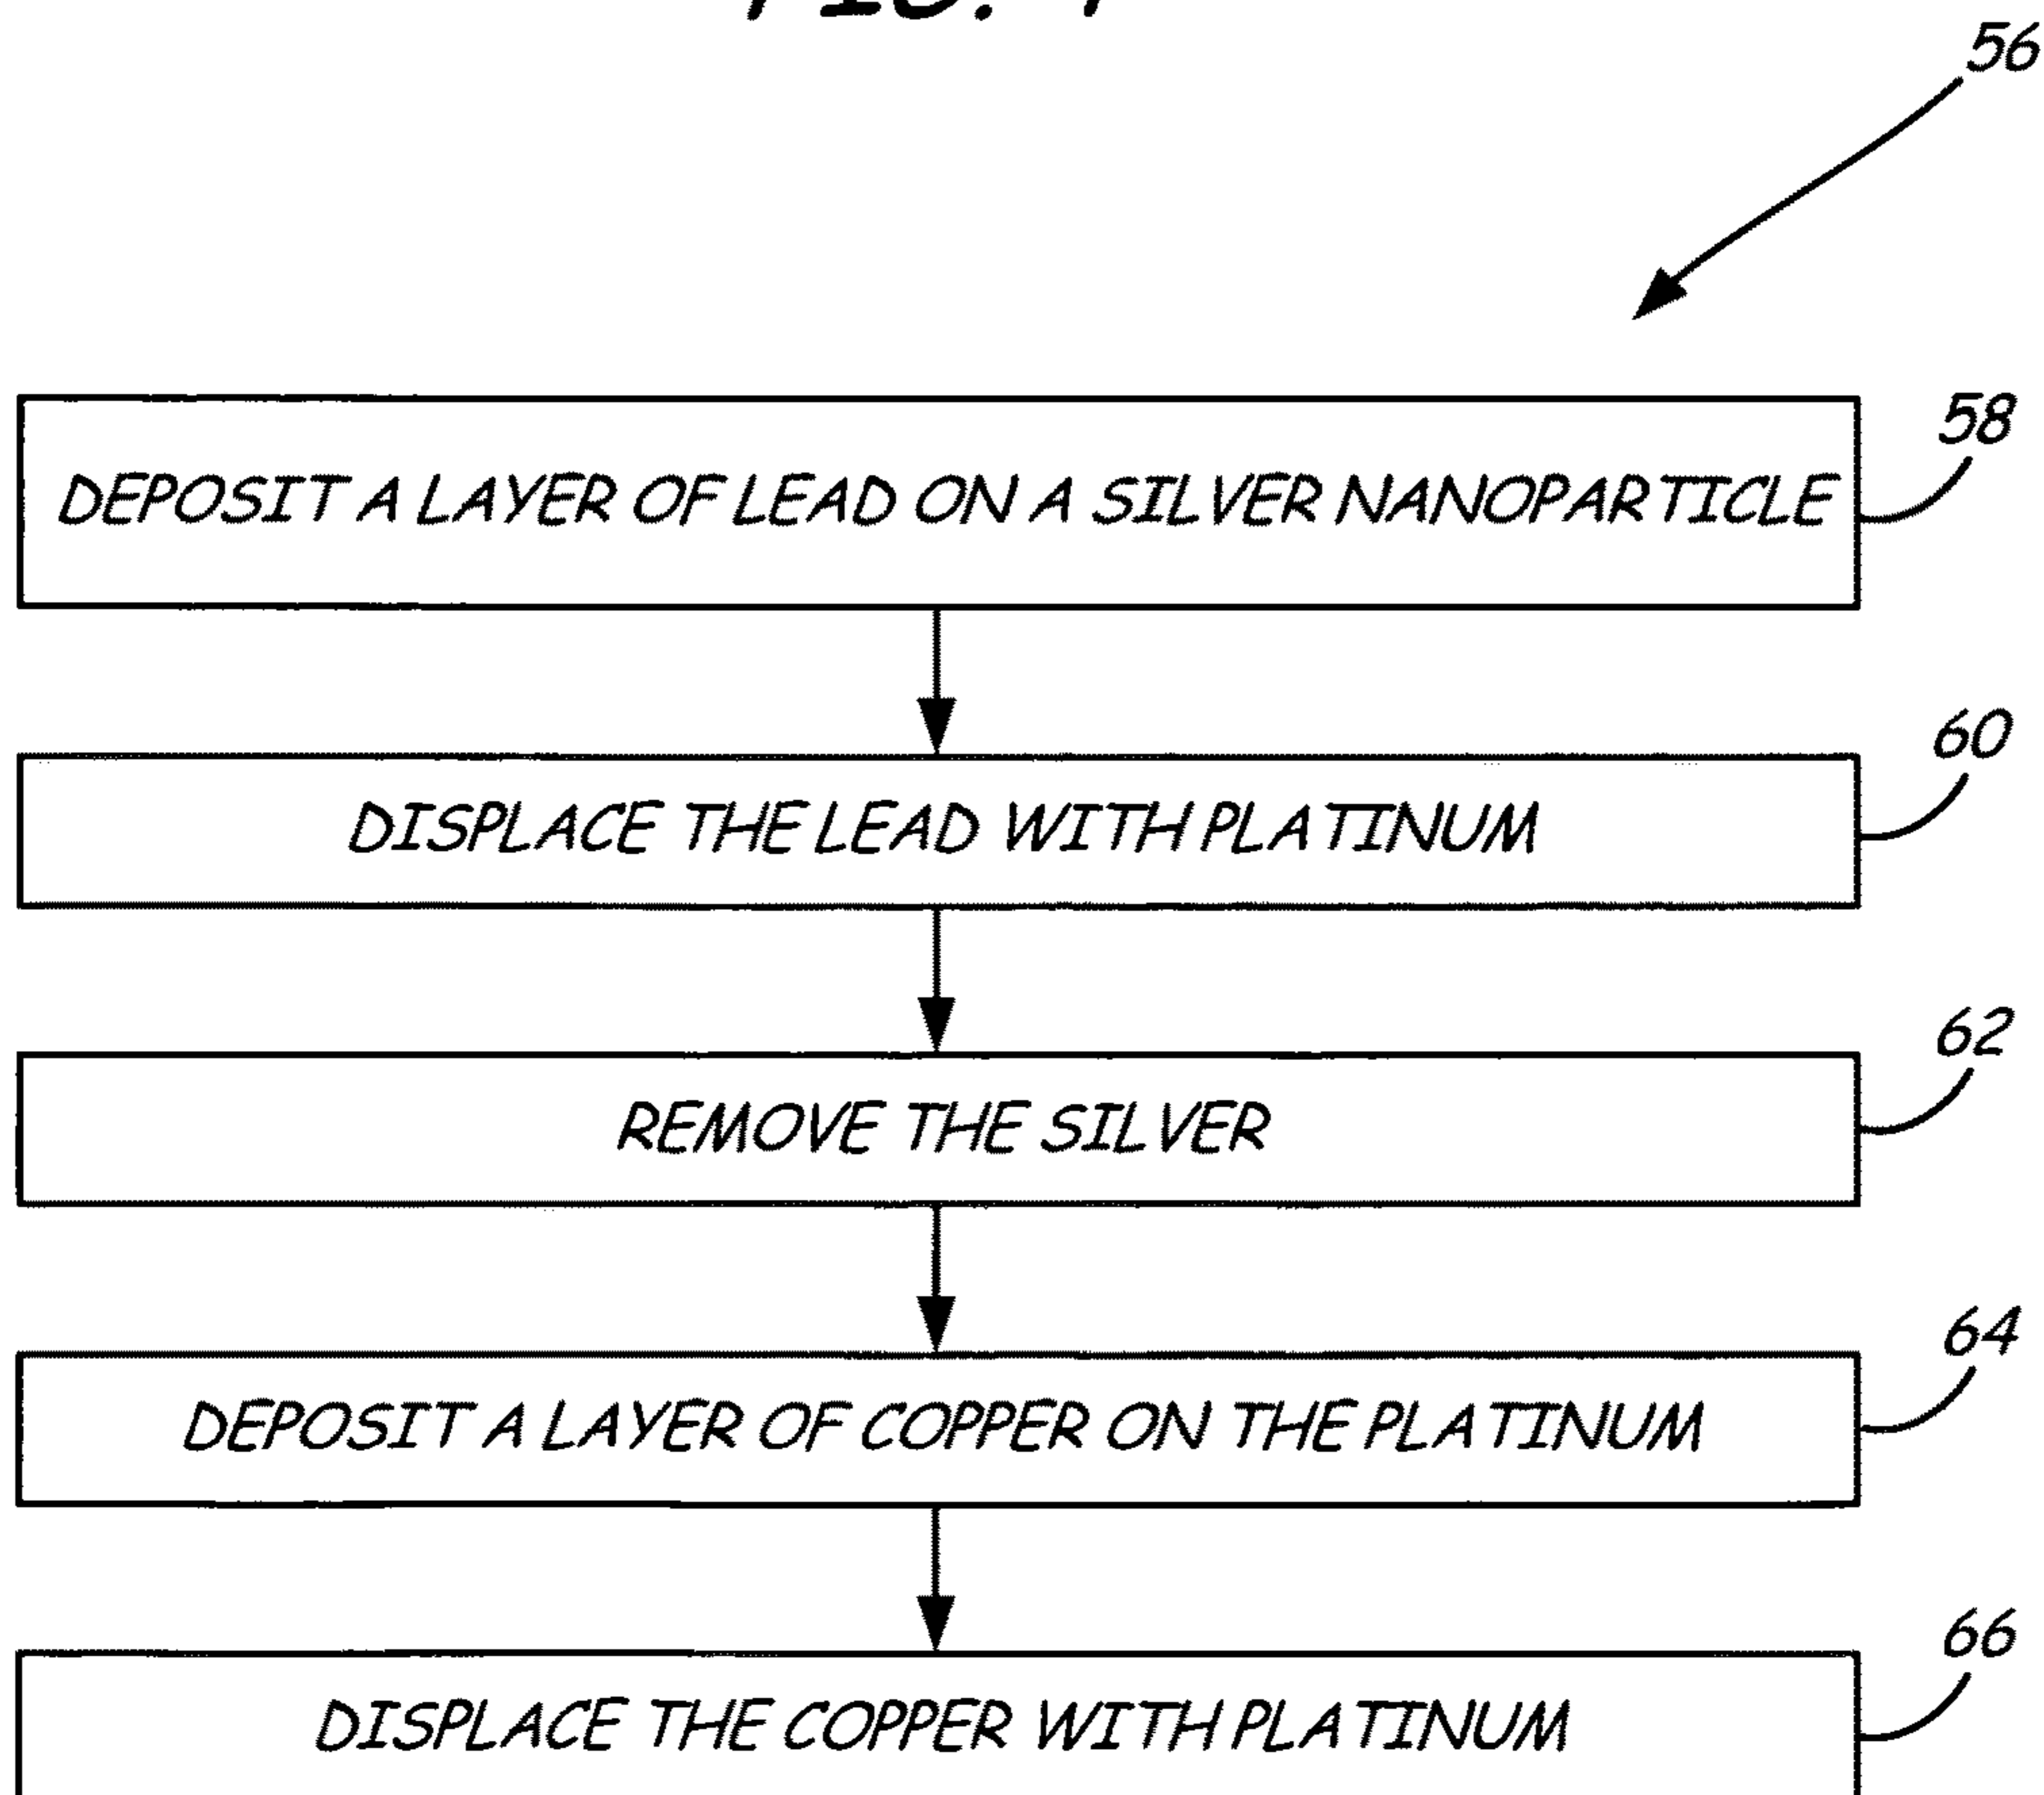 FIG.
56
DEPOSIT A LAYER OF LEAD ON A SILVER NANOPARTICLE
58
DISPLACE THE LEAD WITH PLATINUM
60
REMOVE THE SILVER
62
DEPOSIT A LAYER OF COPPER ON THE PLATINUM
64
DISPLACE THE COPPER WITH PLATINUM
66